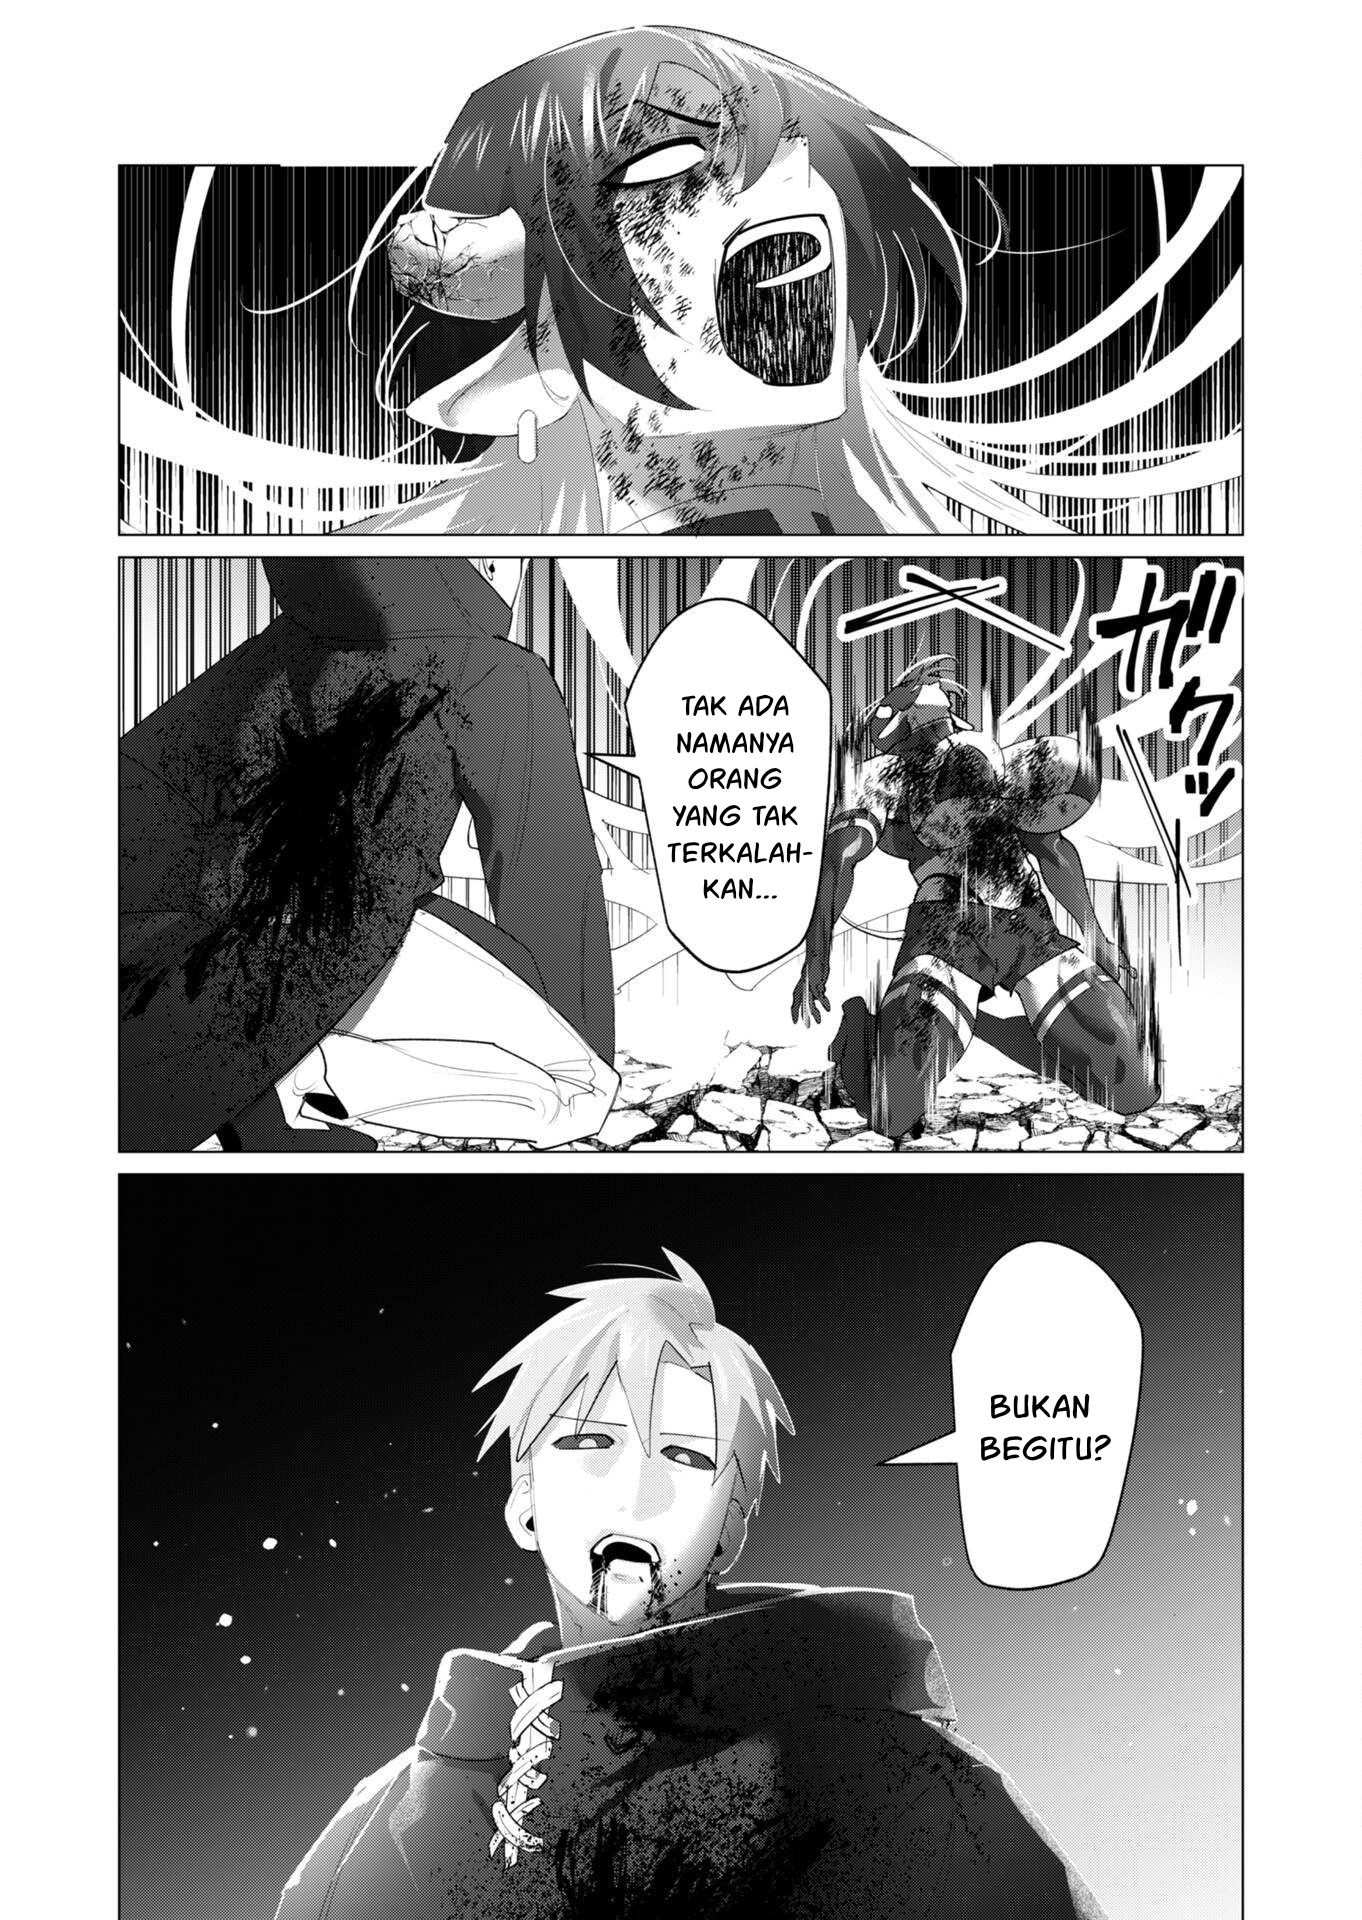 ガクッ
TAK ADA
NAMANYA
ORANG
YANG TAK
TERKALAH-
KAN...
BUKAN
BEGITU?